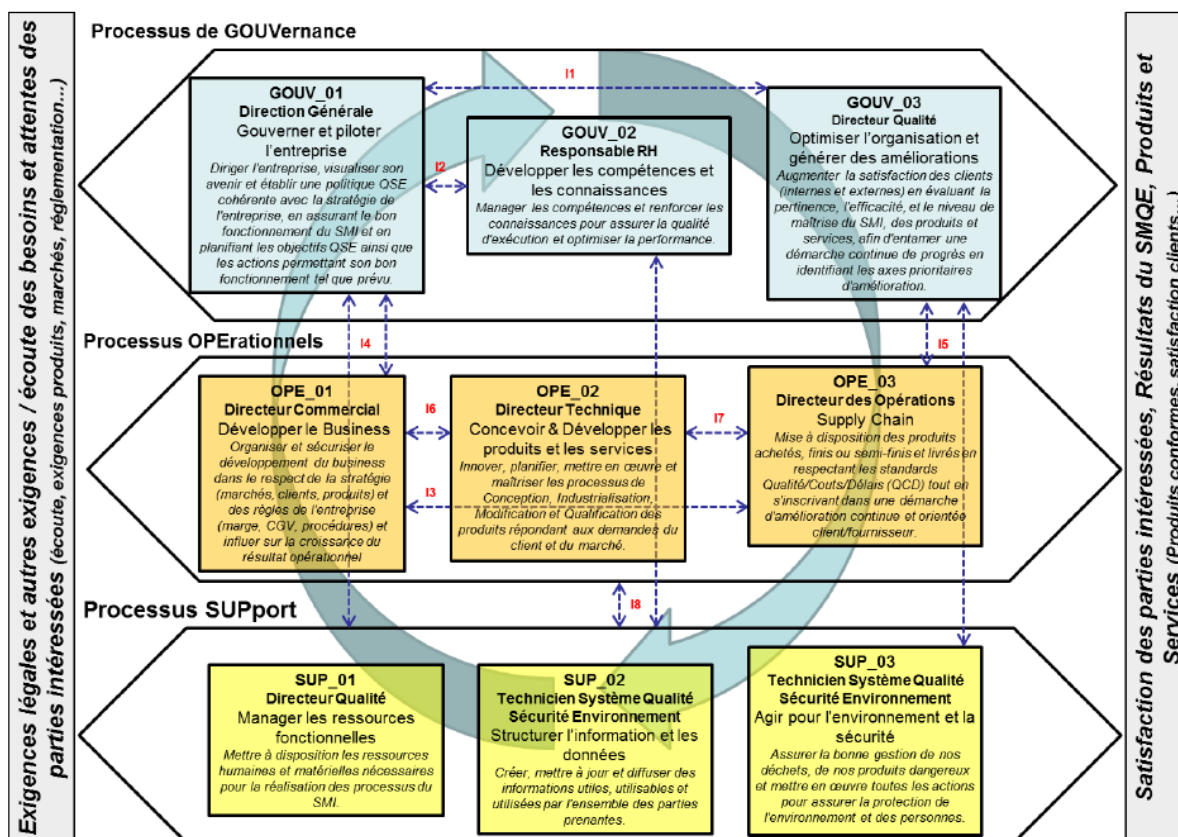 Exigences légales et autres exigences / écoute des besoins et attentes des
parties intéressées (écoute, exigences produits, marchés, réglementation...)
Processus de GOUVernance
I1
GOUV_01
Direction Générale
Gouverner et piloter
l'entreprise
Diriger l'entreprise, visualiser son
avenir et établir une politique QSE
cohérente avec la stratégie de
l'entreprise, en assurant le bon
fonctionnement du SMI et en
planifiant les objectifs QSE ainsi que
les actions permettant son bon
fonctionnement tel que prévu.
I2
GOUV_02
Responsable RH
Développer les compétences et
les connaissances
Manager les compétences et renforcer les
connaissances pour assurer la qualité
d'exécution et optimiser la performance.
GOUV_03
Directeur Qualité
Optimiser l'organisation et
générer des améliorations
Augmenter la satisfaction des clients
(internes et externes) en évaluant la
pertinence, l'efficacité, et le niveau de
maîtrise du SMI, des produits et
services, afin d'entamer une
démarche continue de progrès en
identifiant les axes prioritaires
d'amélioration.
Processus OPErationnels
I4
I5
OPE_01
Directeur Commercial
Développer le Business
Organiser et sécuriser le
développement du business
dans le respect de la stratégie
(marchés, clients, produits) et
des règles de l'entreprise
(marge, CGV, procédures) et
influer sur la croissance du
résultat opérationnel
I6
I3
OPE_02
Directeur Technique
Concevoir & Développer les
produits et les services
Innover, planifier, mettre en œuvre et
maîtriser les processus de
Conception, Industrialisation,
Modification et Qualification des
produits répondant aux demandes du
client et du marché.
I7
OPE_03
Directeur des Opérations
Supply Chain
Mise à disposition des produits
achetés, finis ou semi-finis et livrés en
respectant les standards
Qualité/Couts/Délais (QCD) tout en
s'inscrivant dans une démarche
d'amélioration continue et orientée
client/fournisseur.
Processus SUPport
I8
SUP_01
Directeur Qualité
Manager les ressources
fonctionnelles
Mettre à disposition les ressources
humaines et matérielles nécessaires
pour la réalisation des processus du
SMI.
SUP_02
Technicien Système Qualité
Sécurité Environnement
Structurer l'information et les
données
Créer, mettre à jour et diffuser des
informations utiles, utilisables et
utilisées par l'ensemble des parties
prenantes.
SUP_03
Technicien Système Qualité
Sécurité Environnement
Agir pour l'environnement et la
sécurité
Assurer la bonne gestion de nos
déchets, de nos produits dangereux
et mettre en œuvre toutes les actions
pour assurer la protection de
l'environnement et des personnes.
Satisfaction des parties intéressées, Résultats du SMQE, Produits et
Services (Produits conformes, satisfaction clients...)